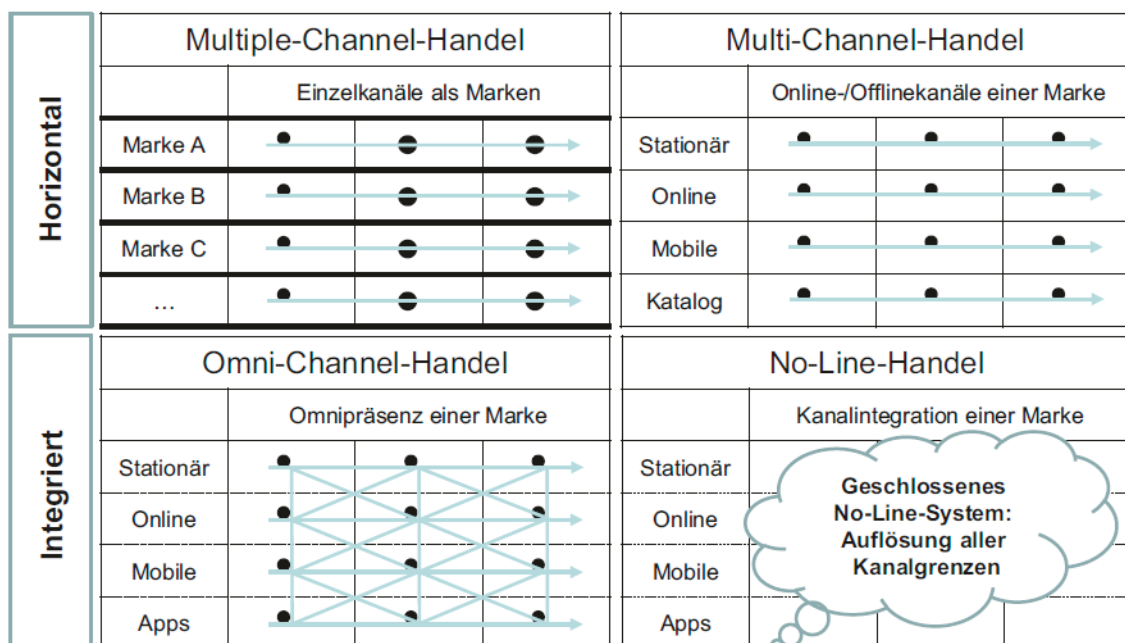 Horizontal
Multiple-Channel-Handel
Einzelkanäle als Marken
Marke A
Marke B
Marke C
...
Multi-Channel-Handel
Online-/Offlinekanäle einer Marke
Stationär
Online
Mobile
Katalog
Integriert
Omni-Channel-Handel
Omnipräsenz einer Marke
Stationär
Online
Mobile
Apps
No-Line-Handel
Kanalintegration einer Marke
Stationär
Online
Mobile
Apps
Geschlossenes
No-Line-System:
Auflösung aller
Kanalgrenzen